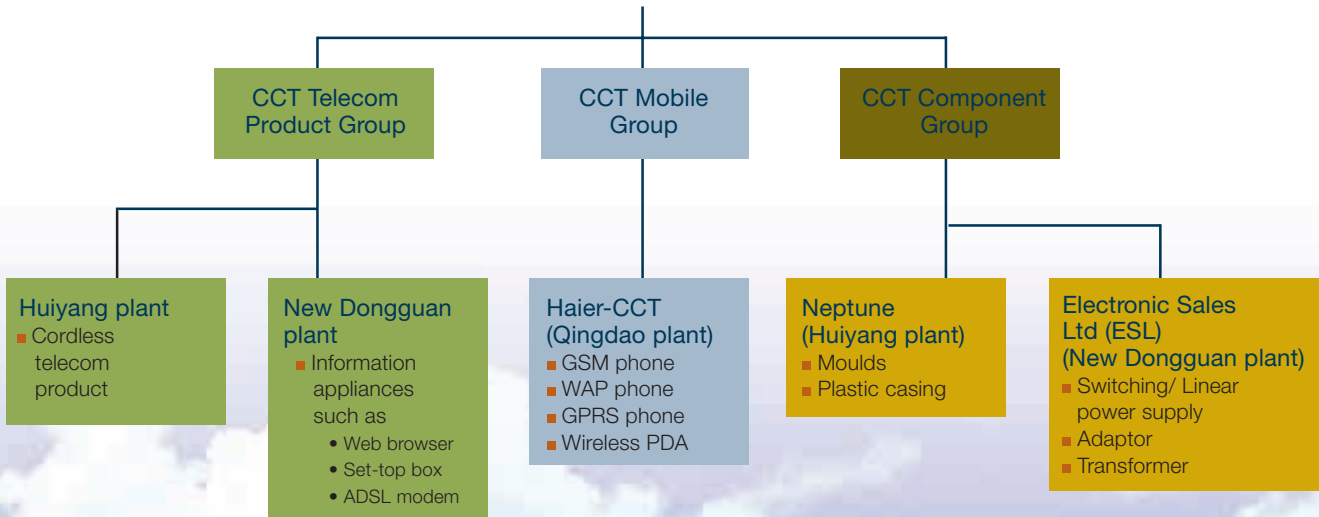 CCT Telecom
Product Group
CCT Mobile
Group
CCT Component
Group
Huiyang plant
■ Cordless
telecom
product
New Dongguan
plant
■ Information
appliances
such as
• Web browser
• Set-top box
• ADSL modem
Haier-CCT
(Qingdao plant)
■ GSM phone
■ WAP phone
■ GPRS phone
■ Wireless PDA
Neptune
(Huiyang plant)
■ Moulds
■ Plastic casing
Electronic Sales
Ltd (ESL)
(New Dongguan plant)
■ Switching/ Linear
power supply
■ Adaptor
■ Transformer